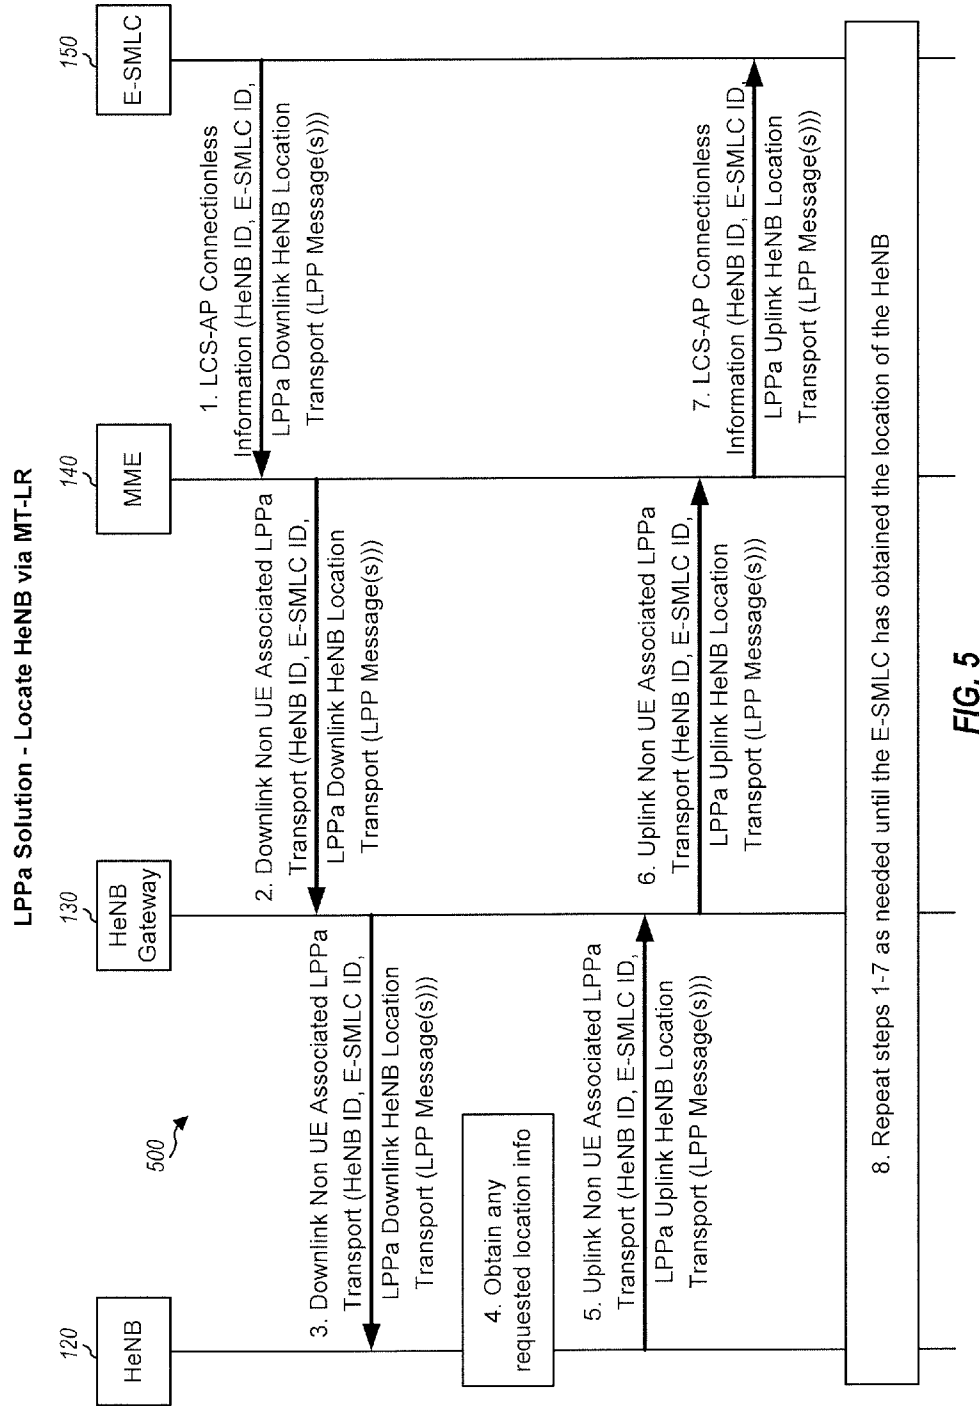 LPPa Solution - Locate HeNB via MT-LR
500
120
HeNB
130
HeNB
Gateway
140
MME
150
E-SMLC
1. LCS-AP Connectionless
Information (HeNB ID, E-SMLC ID,
LPPa Downlink HeNB Location
Transport (LPP Message(s)))
2. Downlink Non UE Associated LPPa
Transport (HeNB ID, E-SMLC ID,
LPPa Downlink HeNB Location
Transport (LPP Message(s)))
3. Downlink Non UE Associated LPPa
Transport (HeNB ID, E-SMLC ID,
LPPa Downlink HeNB Location
Transport (LPP Message(s)))
4. Obtain any
requested location info
5. Uplink Non UE Associated LPPa
Transport (HeNB ID, E-SMLC ID,
LPPa Uplink HeNB Location
Transport (LPP Message(s)))
6. Uplink Non UE Associated LPPa
Transport (HeNB ID, E-SMLC ID,
LPPa Uplink HeNB Location
Transport (LPP Message(s)))
7. LCS-AP Connectionless
Information (HeNB ID, E-SMLC ID,
LPPa Uplink HeNB Location
Transport (LPP Message(s)))
8. Repeat steps 1-7 as needed until the E-SMLC has obtained the location of the HeNB
FIG. 5